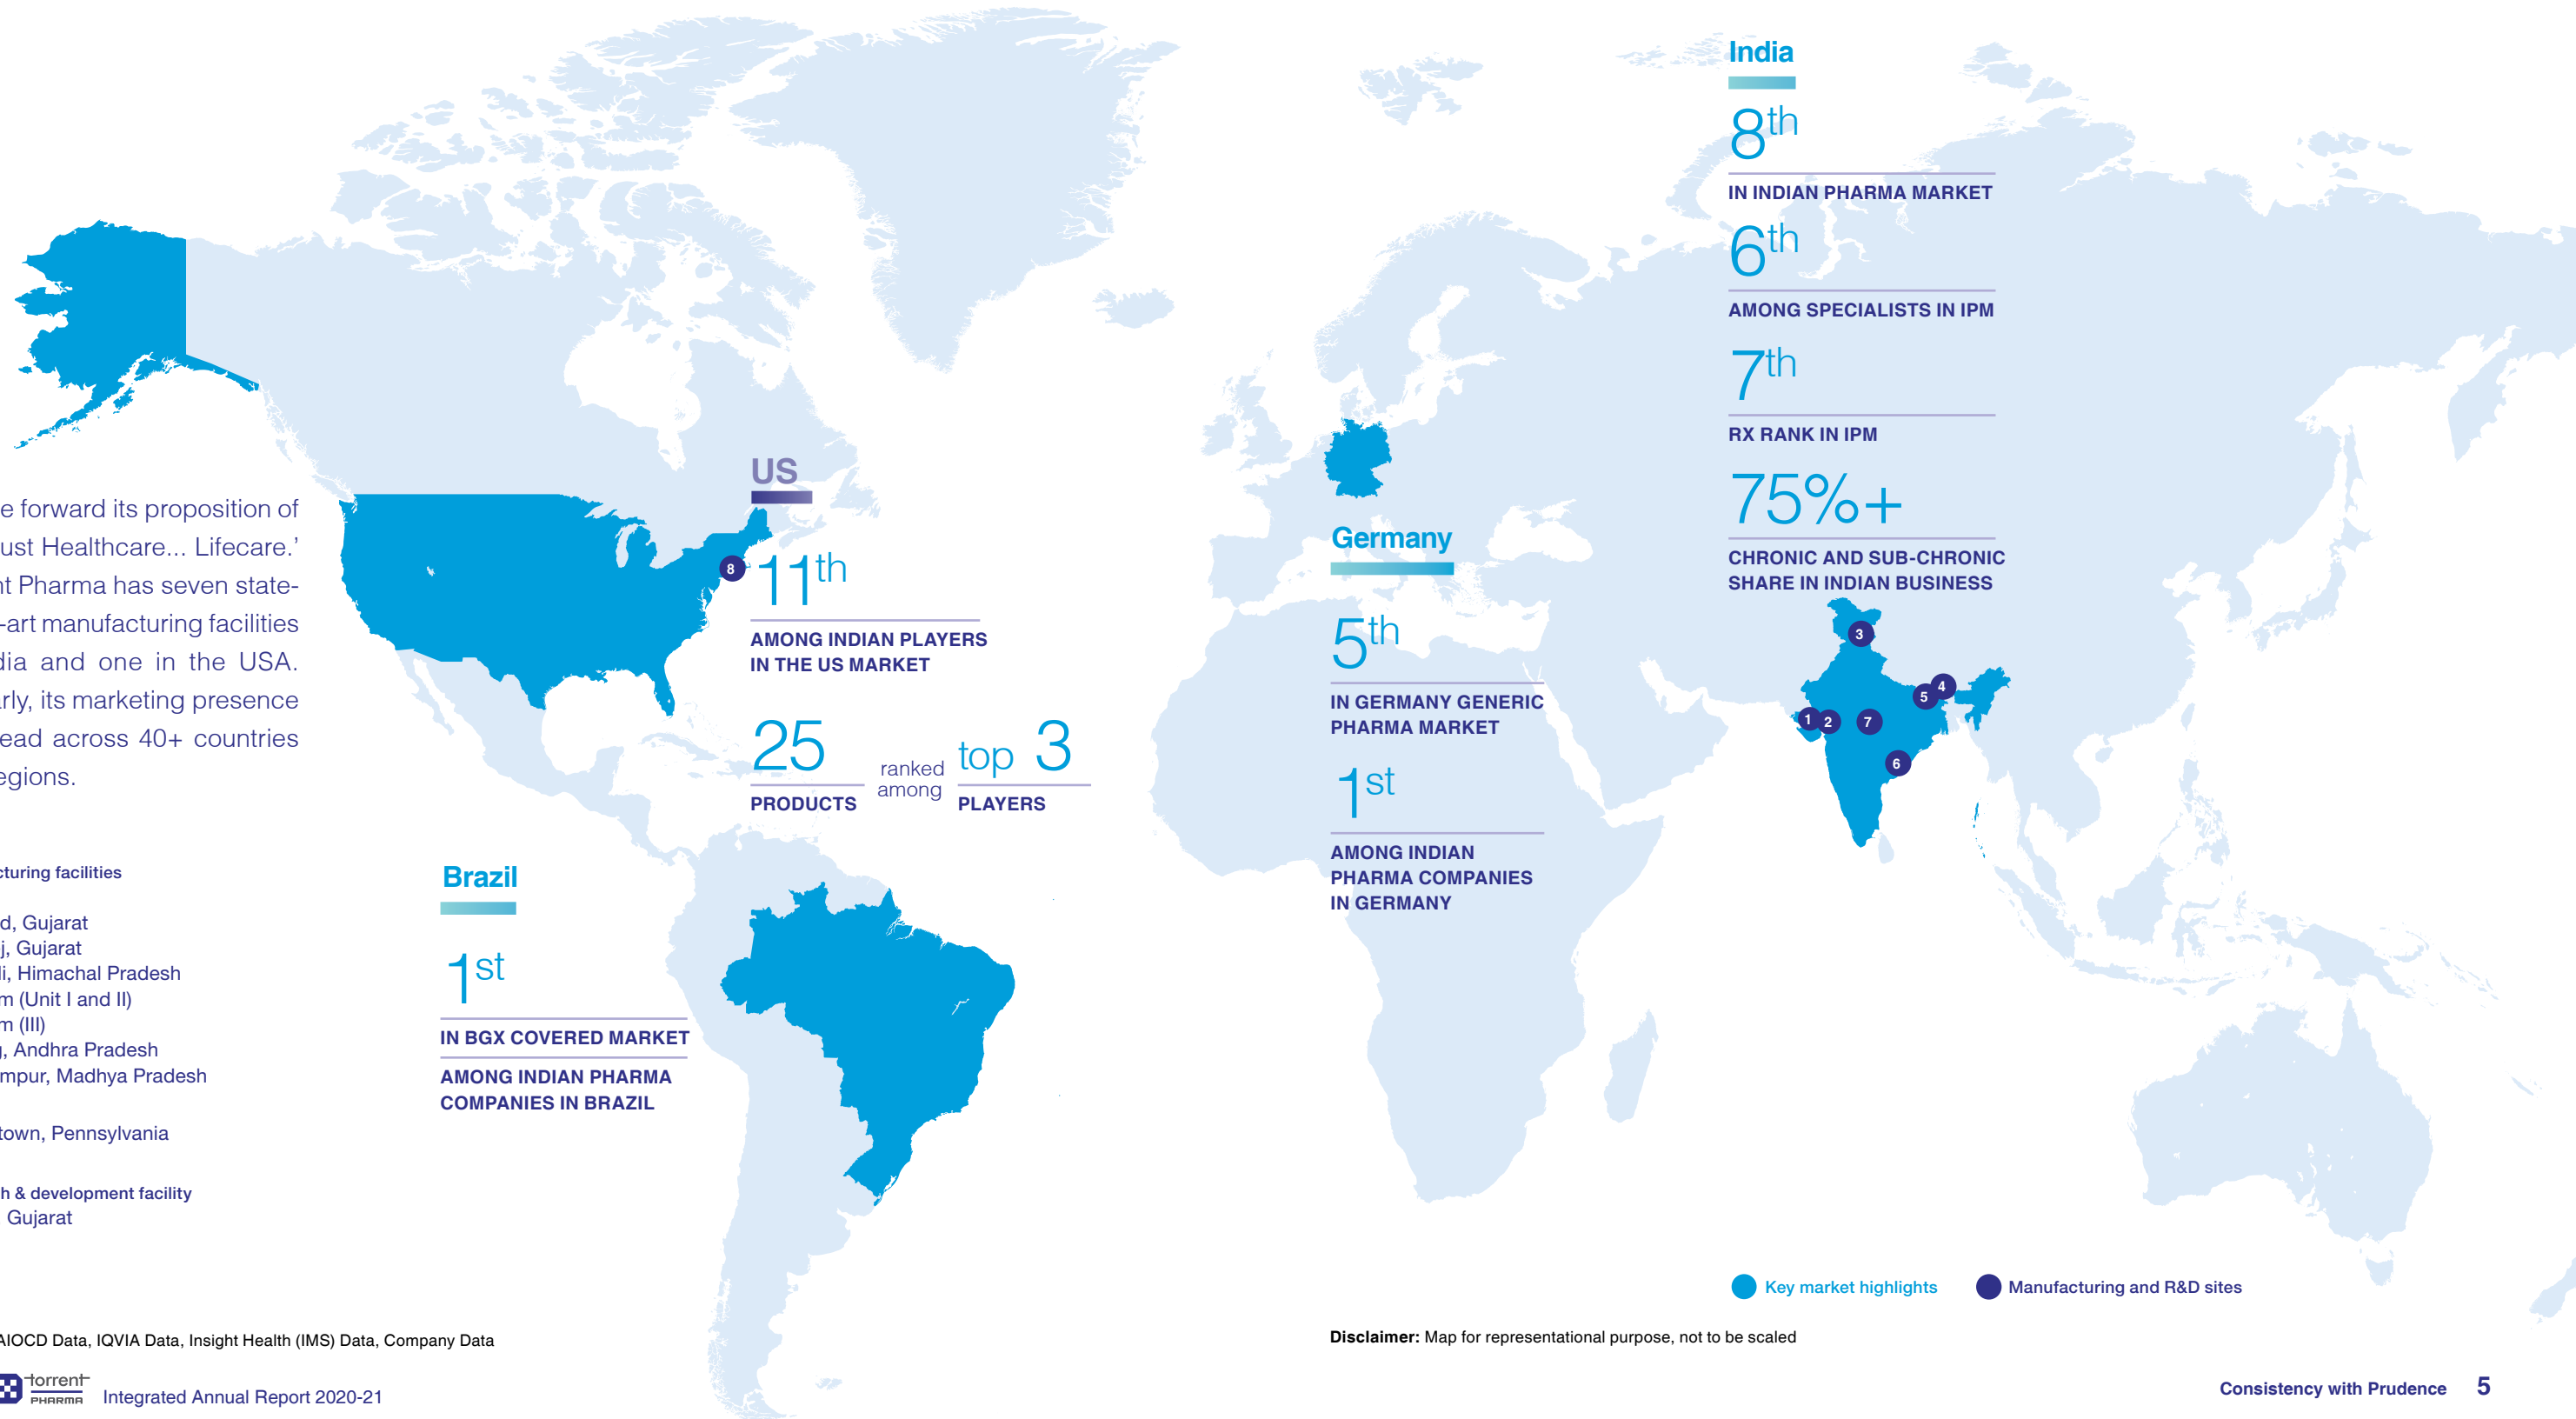 e forward its proposition of
ust Healthcare... Lifecare.'
nt Pharma has seven state-
-art manufacturing facilities
dia and one in the USA.
arly, its marketing presence
ead across 40+ countries
egions.
cturing facilities
d, Gujarat
j, Gujarat
li, Himachal Pradesh
m (Unit I and II)
m (III)
g, Andhra Pradesh
mpur, Madhya Pradesh
town, Pennsylvania
h & development facility
Gujarat
US
8
11th
AMONG INDIAN PLAYERS
IN THE US MARKET
25
PRODUCTS
ranked
among
top 3
PLAYERS
Brazil
1st
IN BGX COVERED MARKET
AMONG INDIAN PHARMA
COMPANIES IN BRAZIL
Germany
5th
IN GERMANY GENERIC
PHARMA MARKET
1st
AMONG INDIAN
PHARMA COMPANIES
IN GERMANY
India
8th
IN INDIAN PHARMA MARKET
6th
AMONG SPECIALISTS IN IPM
7th
RX RANK IN IPM
75%+
CHRONIC AND SUB-CHRONIC
SHARE IN INDIAN BUSINESS
3
4
5
1
2
7
6
Key market highlights
Manufacturing and R&D sites
AIOCD Data, IQVIA Data, Insight Health (IMS) Data, Company Data
Disclaimer: Map for representational purpose, not to be scaled
torrent
PHARMA
Integrated Annual Report 2020-21
Consistency with Prudence 5